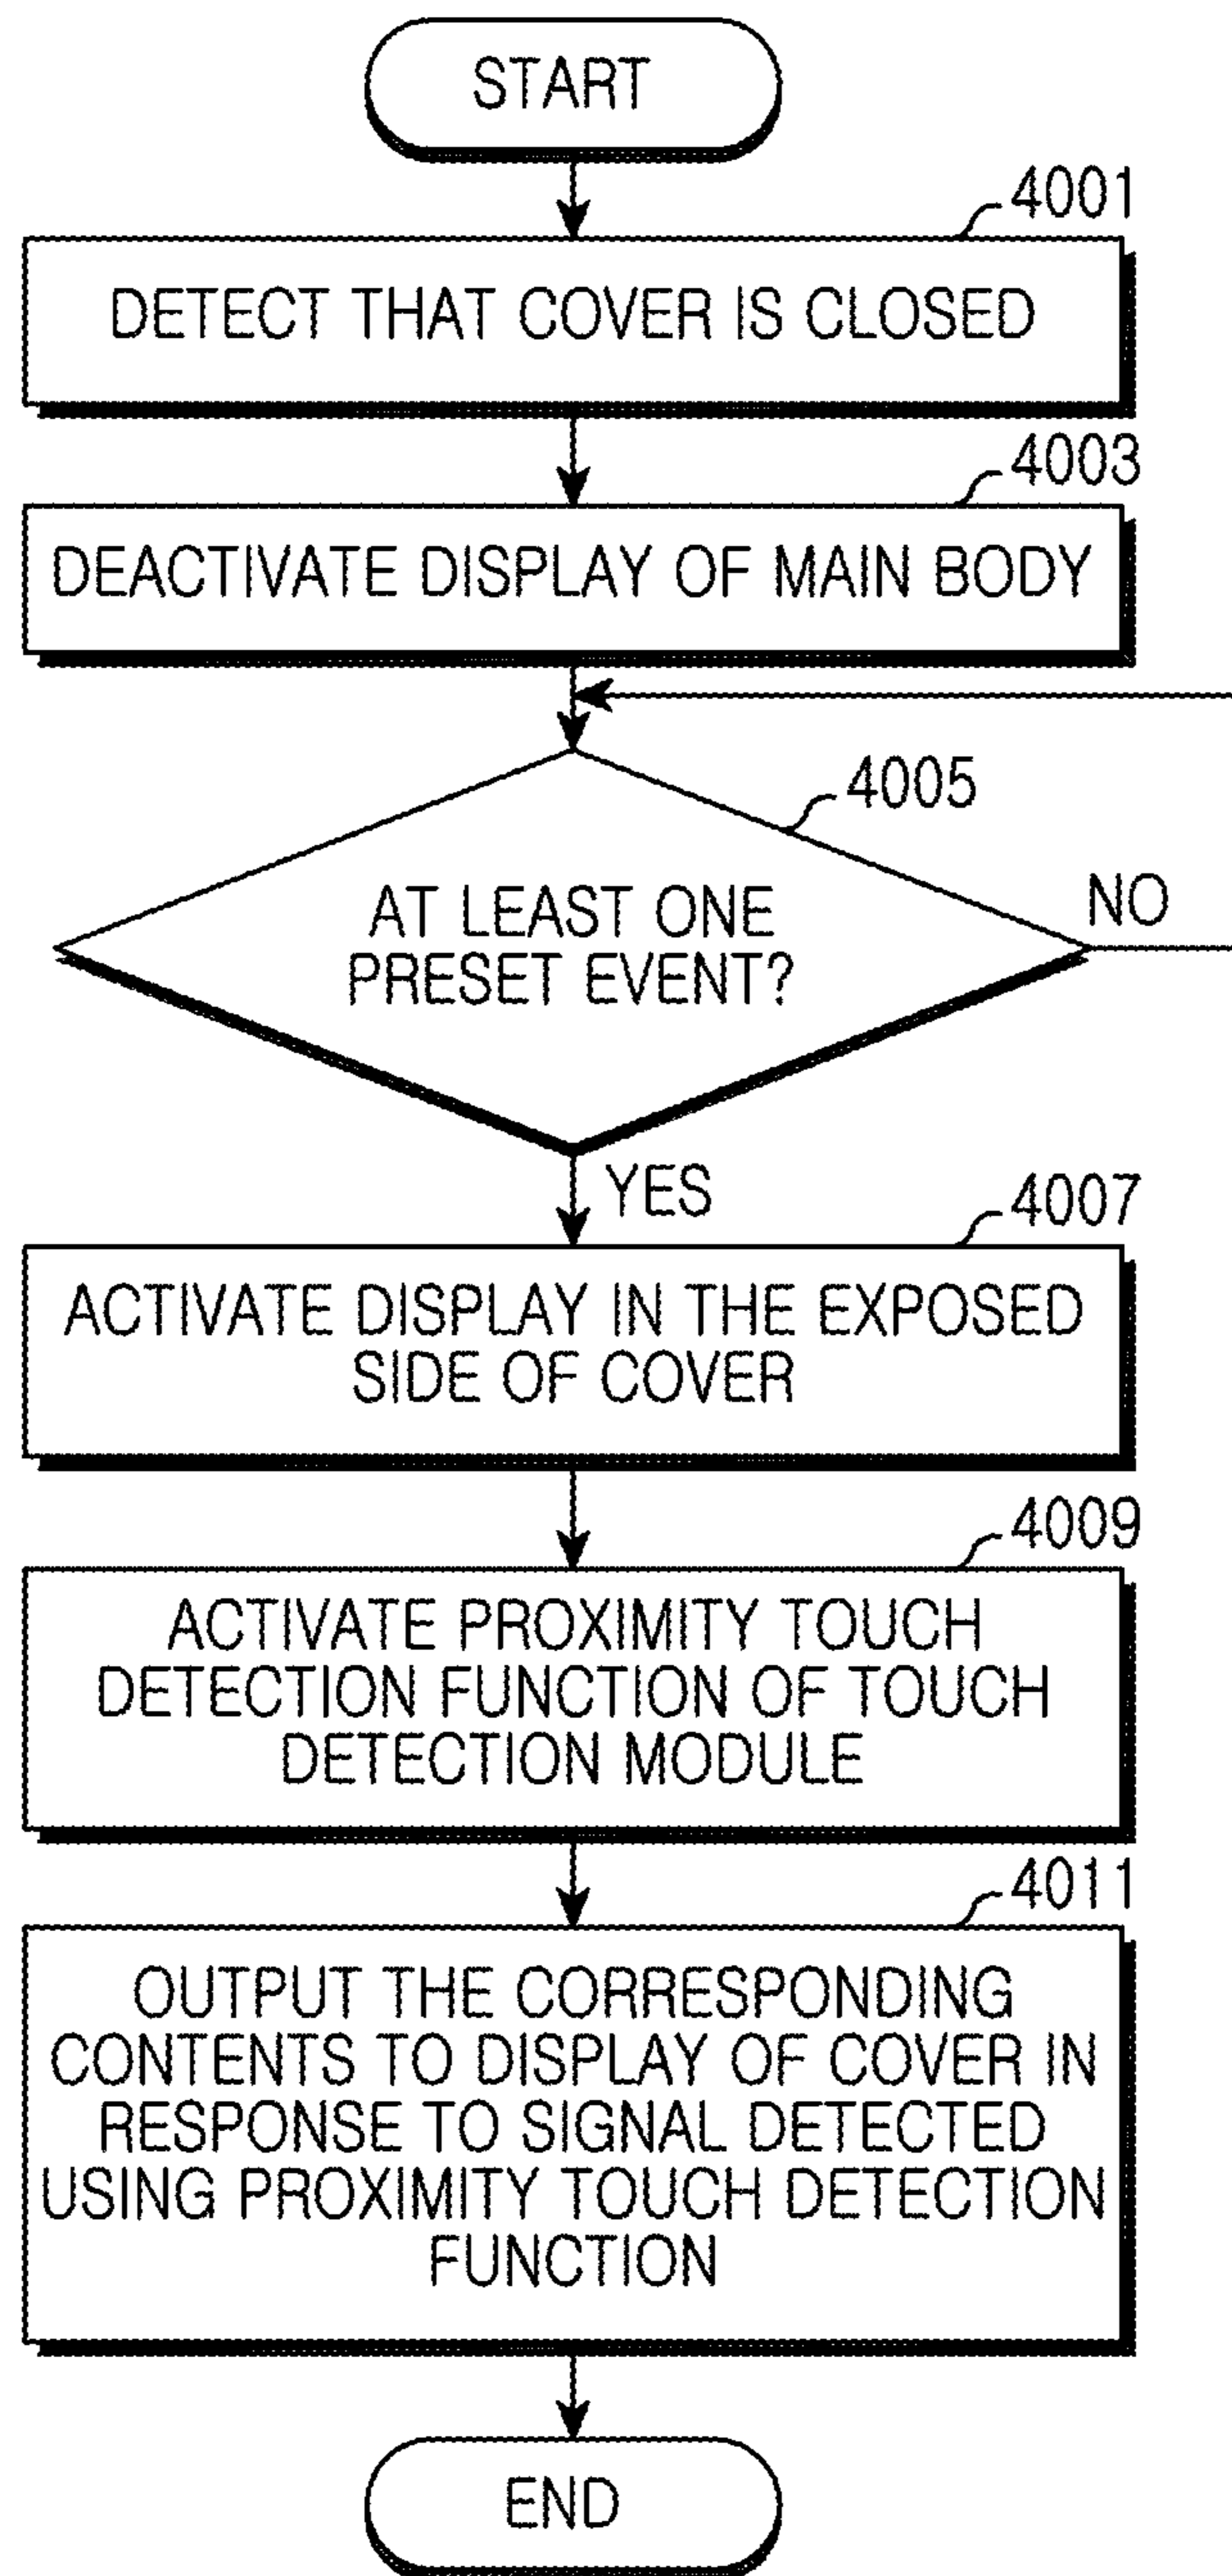 START
4001
DETECT THAT COVER IS CLOSED
4003
DEACTIVATE DISPLAY OF MAIN BODY
4005
AT LEAST ONE
PRESET EVENT?
NO
YES
4007
ACTIVATE DISPLAY IN THE EXPOSED
SIDE OF COVER
4009
ACTIVATE PROXIMITY TOUCH
DETECTION FUNCTION OF TOUCH
DETECTION MODULE
4011
OUTPUT THE CORRESPONDING
CONTENTS TO DISPLAY OF COVER IN
RESPONSE TO SIGNAL DETECTED
USING PROXIMITY TOUCH DETECTION
FUNCTION
END